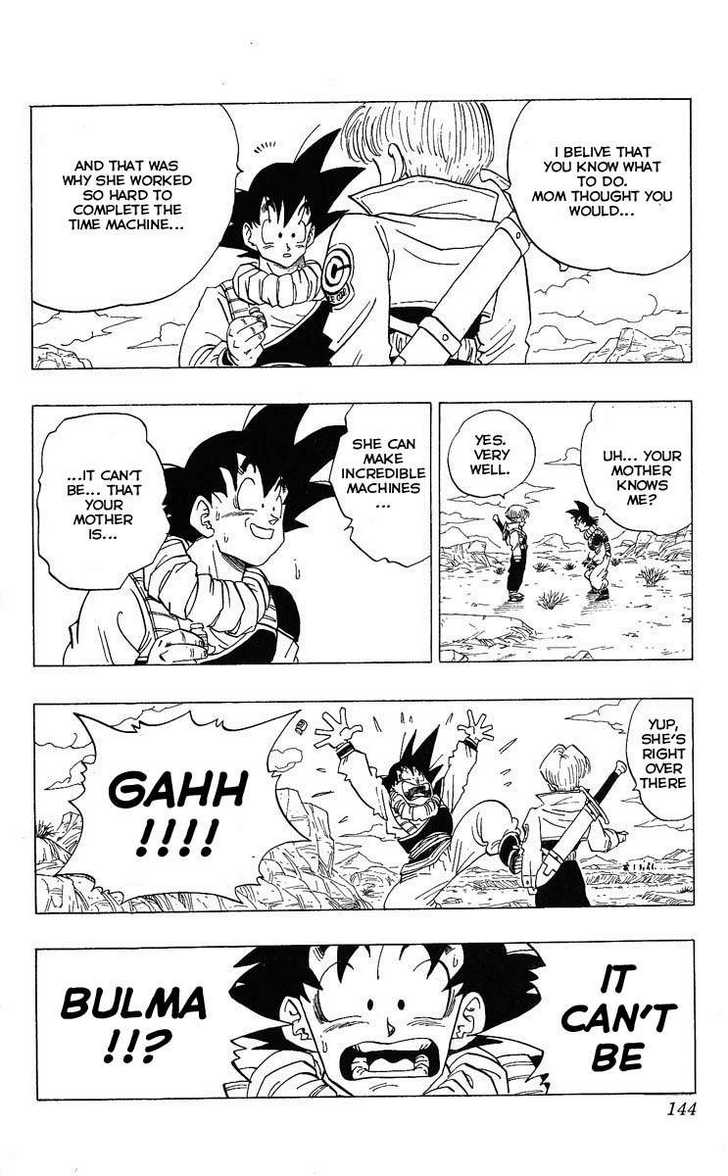 I BELIVE THAT
YOU KNOW WHAT
TO DO.
MOM THOUGHT YOU
WOULD...
AND THAT WAS
WHY SHE WORKED
SO HARD TO
COMPLETE THE
TIME MACHINE...
C
UH... YOUR
MOTHER
KNOWS
ME?
YES.
VERY
WELL.
SHE CAN
MAKE
INCREDIBLE
MACHINES
...
...IT CAN'T
BE... THAT
YOUR
MOTHER
IS...
YUP,
SHE'S
RIGHT
OVER
THERE
GAHH
!!!!
IT
CAN'T
BE
BULMA
!!?
144